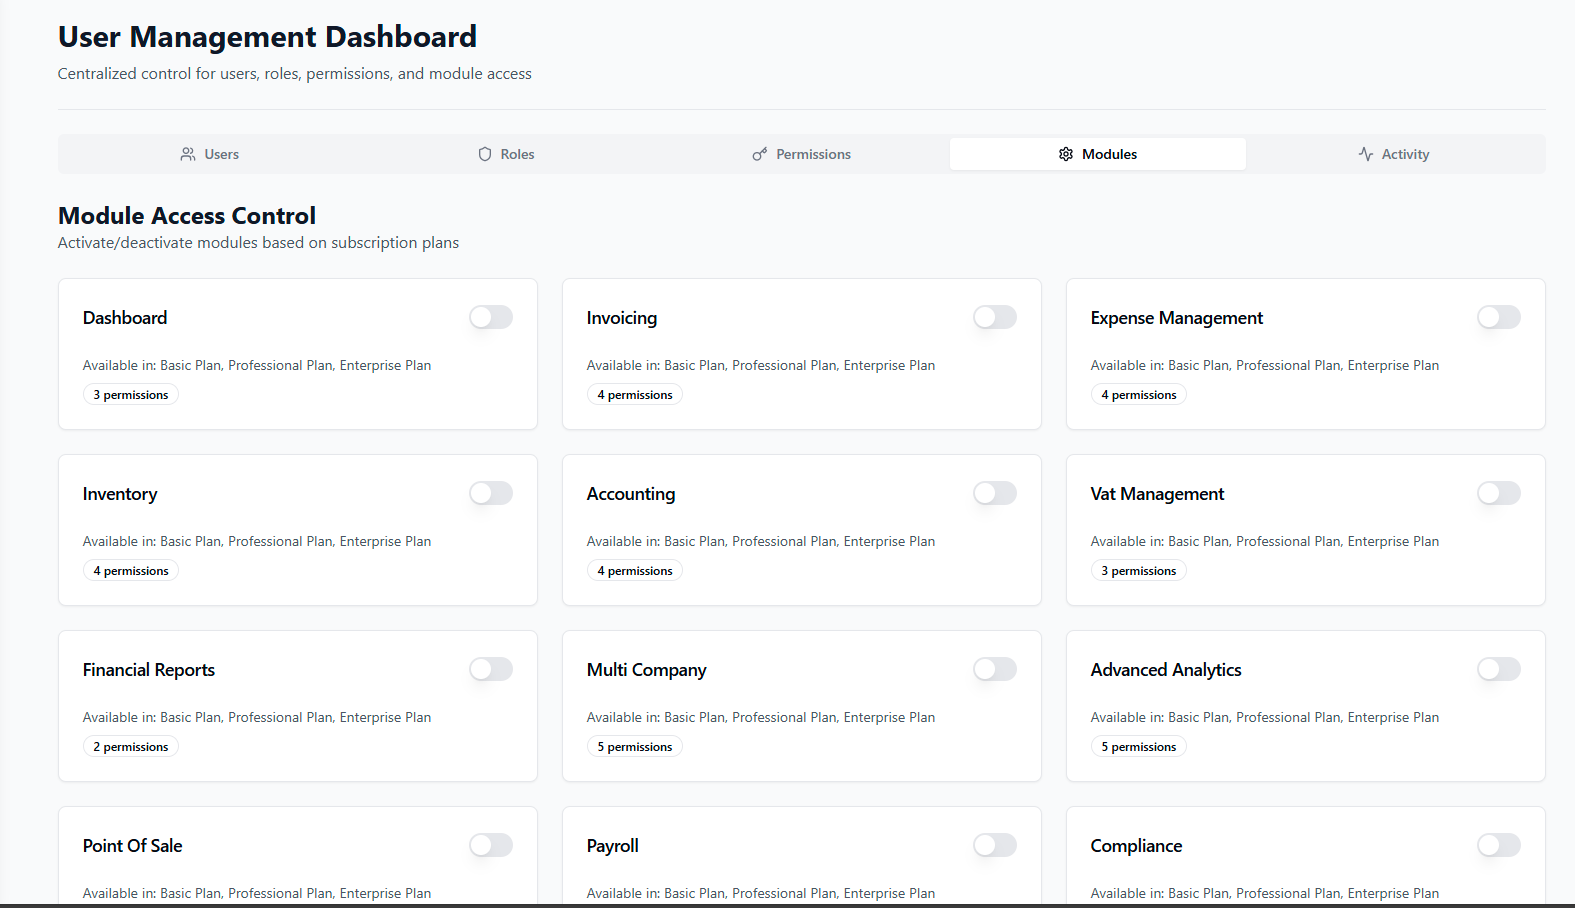 User Management Dashboard
Centralized control for users, roles, permissions, and module access
Users Roles Permissions Modules Activity
Module Access Control
Activate/deactivate modules based on subscription plans
Dashboard
Available in: Basic Plan, Professional Plan, Enterprise Plan
3 permissions
Invoicing
Available in: Basic Plan, Professional Plan, Enterprise Plan
4 permissions
Expense Management
Available in: Basic Plan, Professional Plan, Enterprise Plan
4 permissions
Inventory
Available in: Basic Plan, Professional Plan, Enterprise Plan
4 permissions
Accounting
Available in: Basic Plan, Professional Plan, Enterprise Plan
4 permissions
Vat Management
Available in: Basic Plan, Professional Plan, Enterprise Plan
3 permissions
Financial Reports
Available in: Basic Plan, Professional Plan, Enterprise Plan
2 permissions
Multi Company
Available in: Basic Plan, Professional Plan, Enterprise Plan
5 permissions
Advanced Analytics
Available in: Basic Plan, Professional Plan, Enterprise Plan
5 permissions
Point Of Sale
Available in: Basic Plan, Professional Plan, Enterprise Plan
Payroll
Available in: Basic Plan, Professional Plan, Enterprise Plan
Compliance
Available in: Basic Plan, Professional Plan, Enterprise Plan